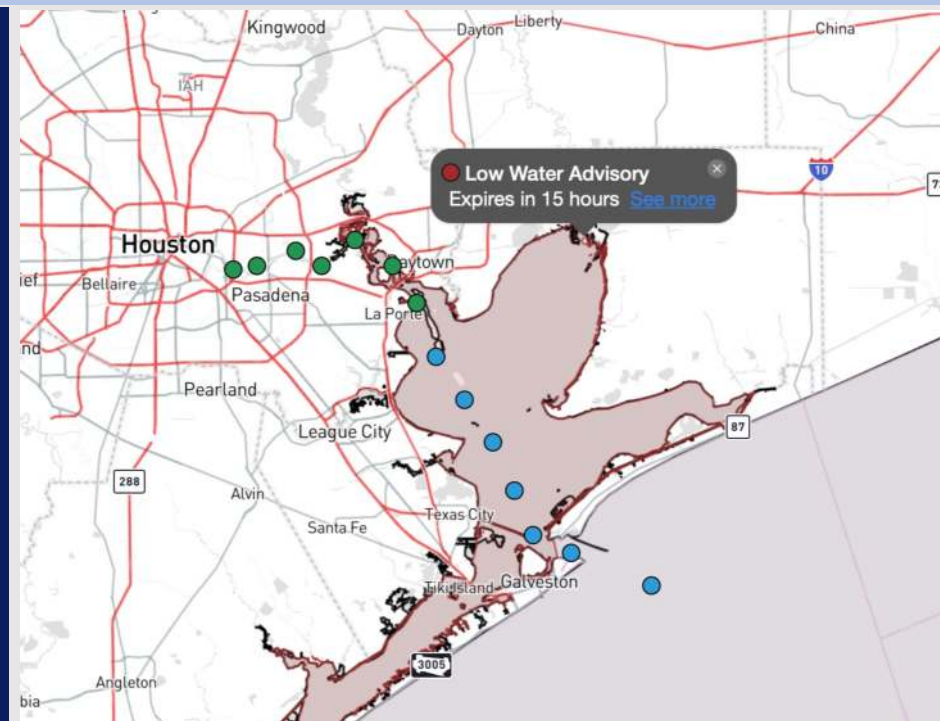 Kingwood
Dayton
Liberty
China
IAH
Low Water Advisory
Expires in 15 hours See more
10
Houston
Bellaire
Pasadena
aytown
La Porte
Pearland
League City
87
288
Alvin
Santa Fe
Texas City
Tiki Island
Galveston
3005
Angleton